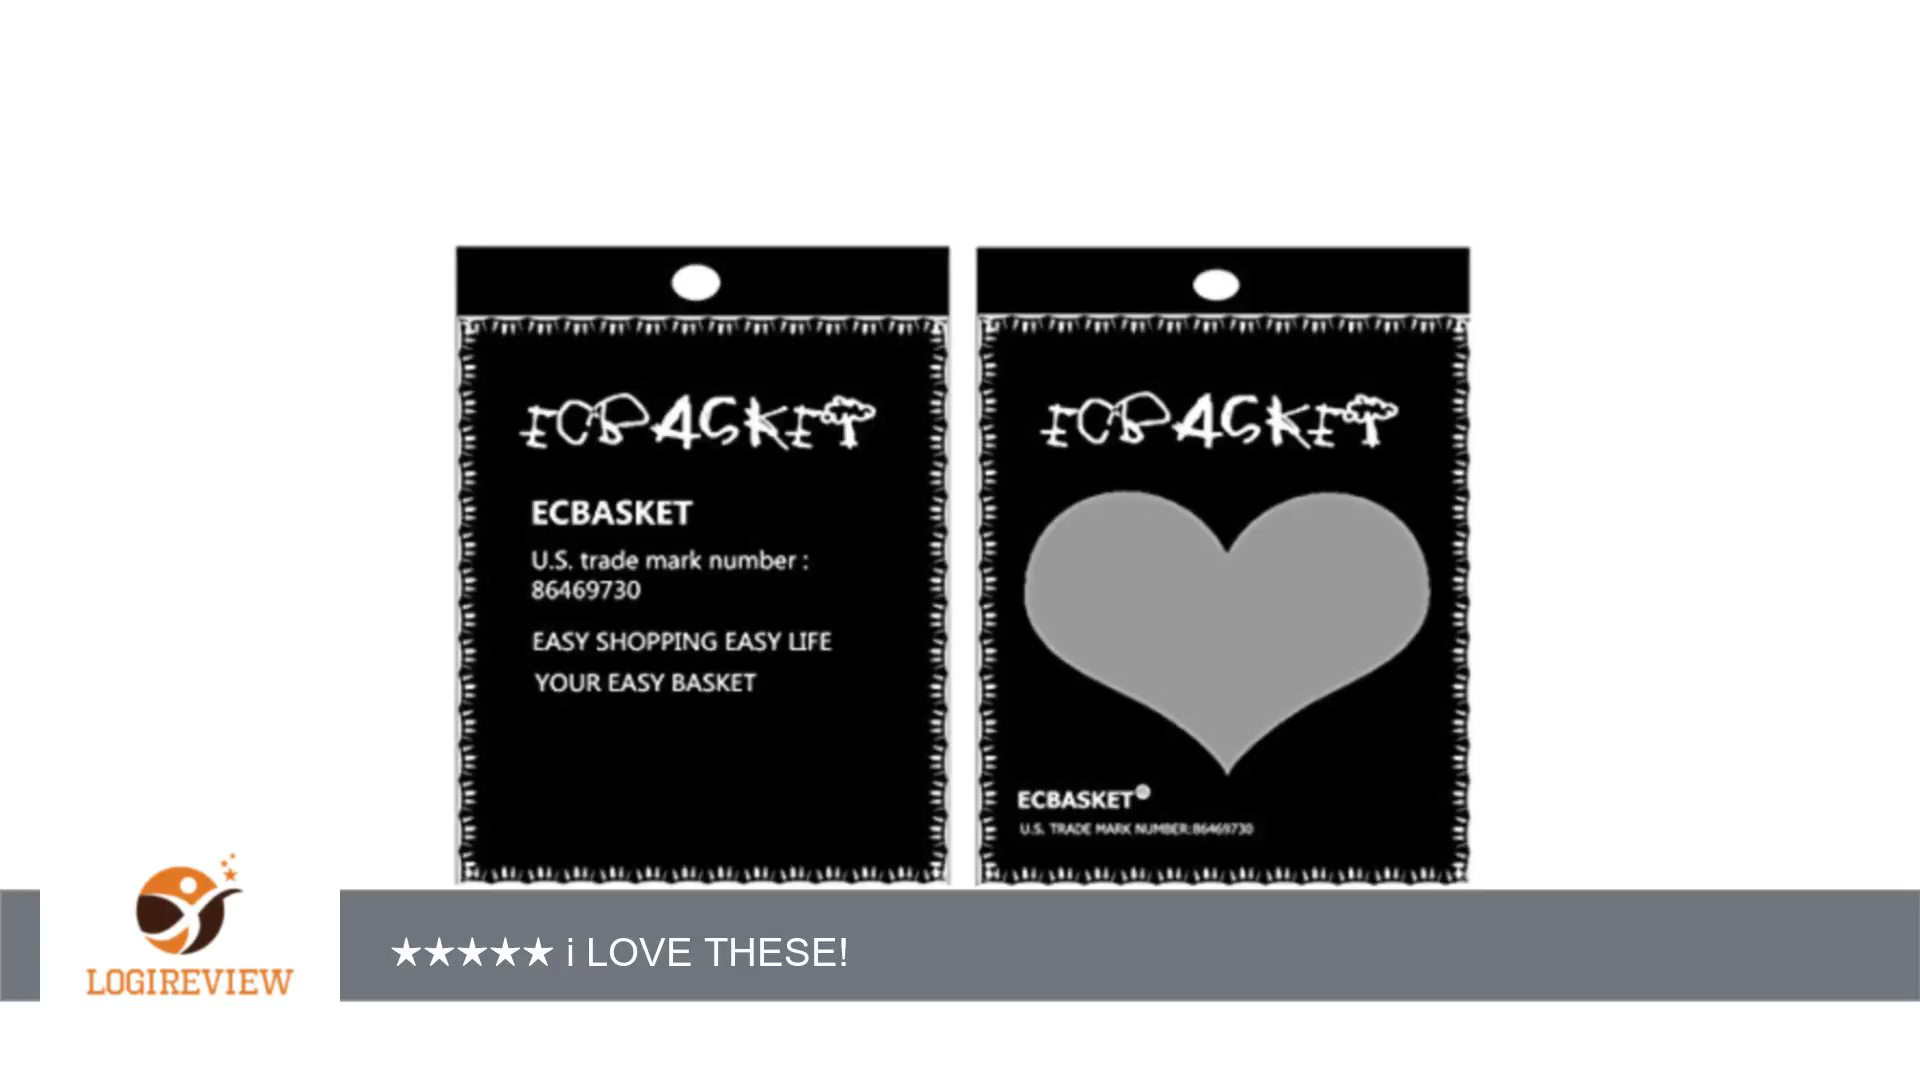 ECBASKET
ECBASKET
U.S. trade mark number :
86469730
EASY SHOPPING EASY LIFE
YOUR EASY BASKET
ECBASKET
ECBASKET®
U.S. TRADE MARK NUMBER:86469730
LOGIREVIEW
★★★★★ i LOVE THESE!